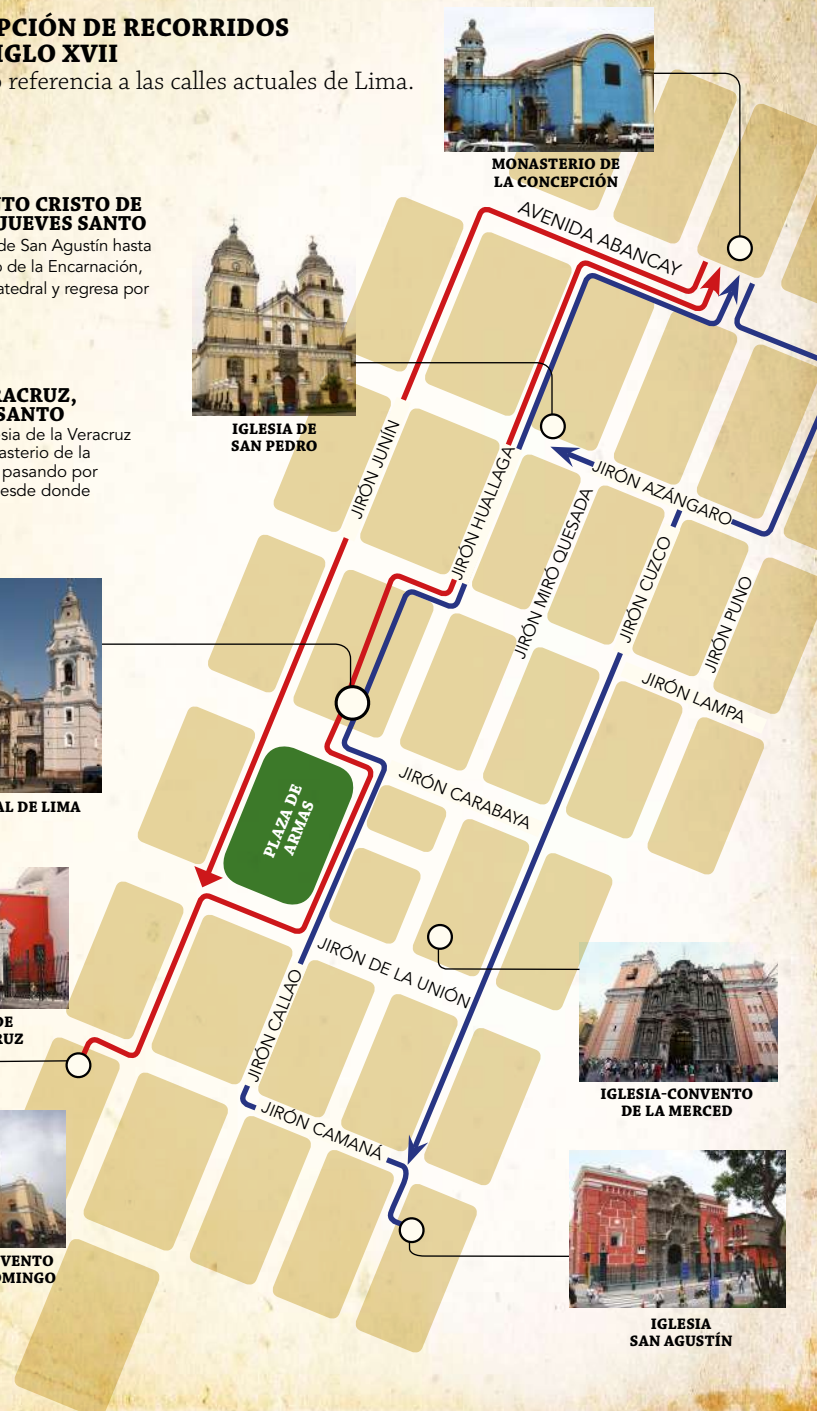 PCIÓN DE RECORRIDOS
IGLO XVII
o referencia a las calles actuales de Lima.
MONASTERIO DE
LA CONCEPCIÓN
NTO CRISTO DE
JUEVES SANTO
de San Agustín hasta
o de la Encarnación,
atedral y regresa por
IGLESIA DE
SAN PEDRO
RACRUZ,
SANTO
esia de la Veracruz
asterio de la
pasando por
esde donde
AVENIDA ABANCAY
JIRÓN JUNÍN
JIRÓN HUALLAGA
JIRÓN AZÁNGARO
JIRÓN MIRÓ QUESADA
JIRÓN CUZCO
JIRÓN PUNO
JIRÓN LAMPA
AL DE LIMA
JIRÓN CARABAYA
PLAZA DE
ARMAS
DE
RUZ
JIRÓN DE LA UNIÓN
JIRÓN CALLAO
JIRÓN CAMANÁ
IGLESIA-CONVENTO
DE LA MERCED
VENTO
OMINGO
IGLESIA
SAN AGUSTÍN